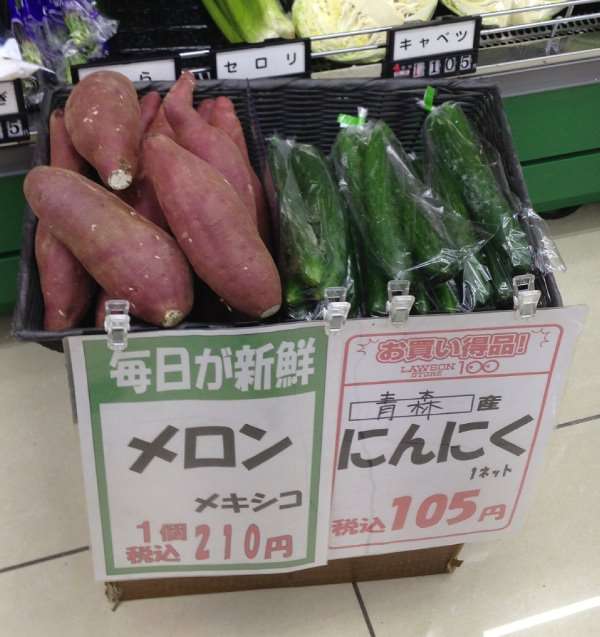 セロリ
キャベツ
105
5
毎日が新鮮
メロン
メキシコ
1個
税込210円
お買い得品!
LAWSON
STORE 100
青森産
にんにく
1ネット
税込105円